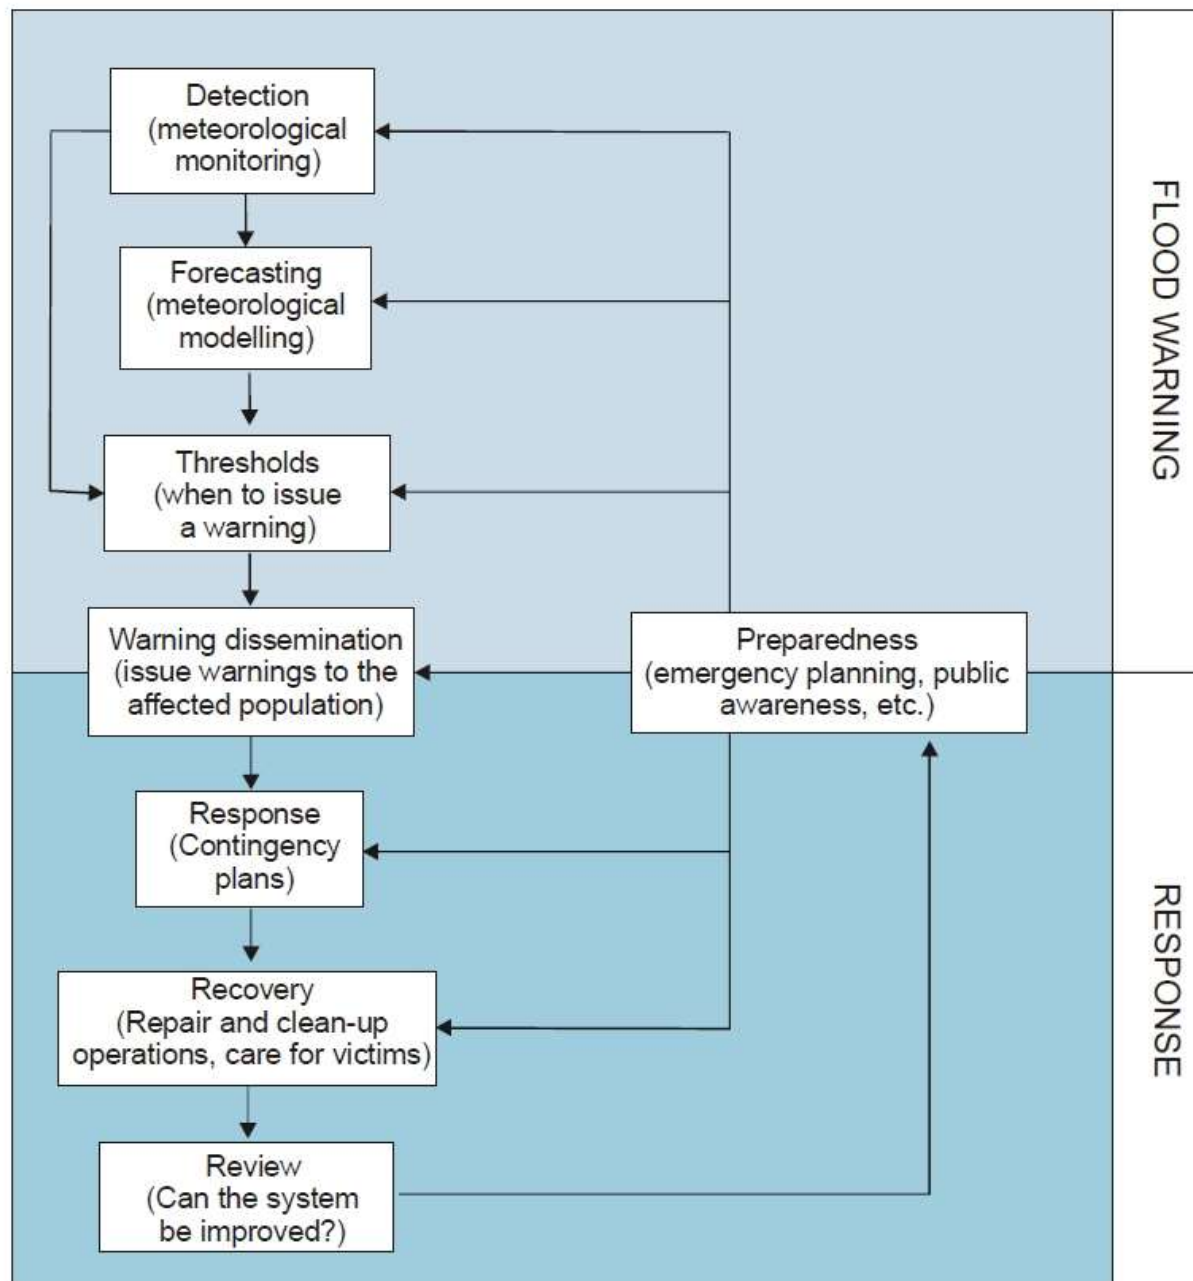 Detection
(meteorological
monitoring)
Forecasting
(meteorological
modelling)
Thresholds
(when to issue
a warning)
Warning dissemination
(issue warnings to the
affected population)
Preparedness
(emergency planning, public
awareness, etc.)
Response
(Contingency
plans)
Recovery
(Repair and clean-up
operations, care for victims)
Review
(Can the system
be improved?)
FLOOD WARNING
RESPONSE